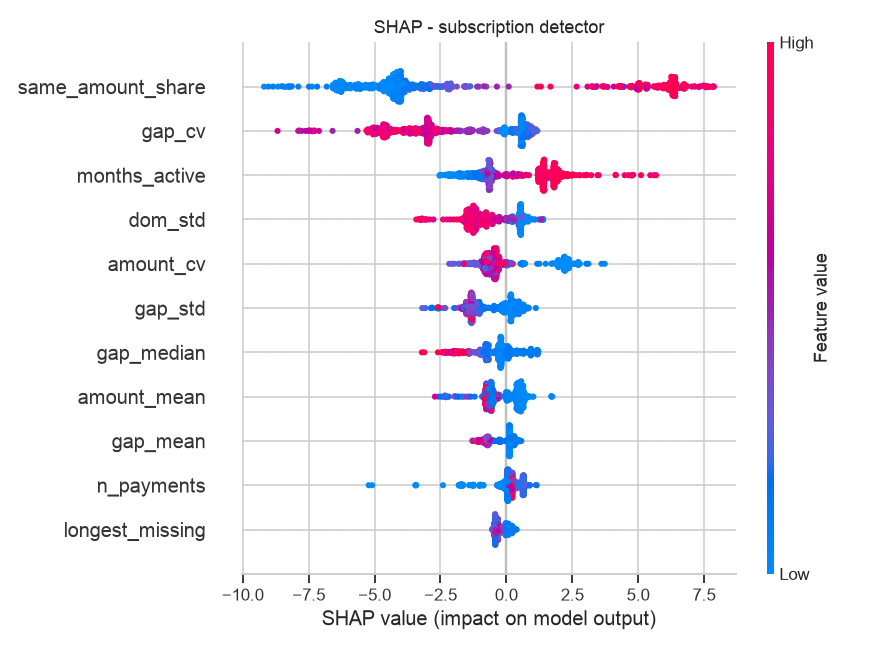 SHAP - subscription detector
High
same_amount_share
gap_cv
months_active
dom_std
amount_cv
gap_std
gap_median
amount_mean
gap_mean
n_payments
longest_missing
Feature value
Low
−10.0 −7.5 −5.0 −2.5 0.0 2.5 5.0 7.5
SHAP value (impact on model output)